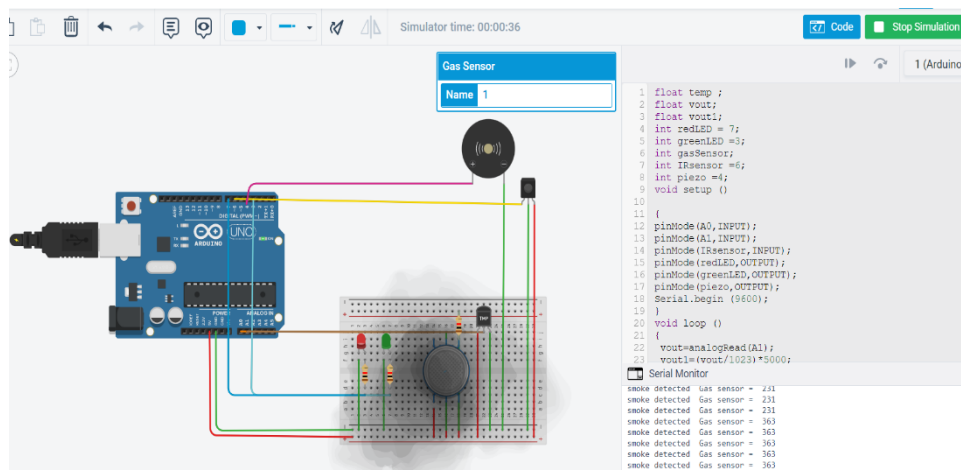 Simulator time: 00:00:36
Code
Stop Simulation
1 (Arduino
Gas Sensor
Name 1
DIGITAL (PWM
UNO
ARDUINO
POWER
ANALOG IN
TMP
1 float temp ;
2 float vout;
3 float vout1;
4 int redLED = 7;
5 int greenLED =3;
6 int gasSensor;
7 int IRsensor =6;
8 int piezo =4;
9 void setup ()
10
11 {
12 pinMode(A0,INPUT);
13 pinMode(A1,INPUT);
14 pinMode(IRsensor,INPUT);
15 pinMode(redLED,OUTPUT);
16 pinMode(greenLED,OUTPUT);
17 pinMode(piezo,OUTPUT);
18 Serial.begin (9600);
19 }
20 void loop ()
21 {
22 vout=analogRead(A1);
23 vout1=(vout/1023)*5000;
Serial Monitor
smoke detected Gas sensor = 231
smoke detected Gas sensor = 231
smoke detected Gas sensor = 231
smoke detected Gas sensor = 363
smoke detected Gas sensor = 363
smoke detected Gas sensor = 363
smoke detected Gas sensor = 363
smoke detected Gas sensor = 363